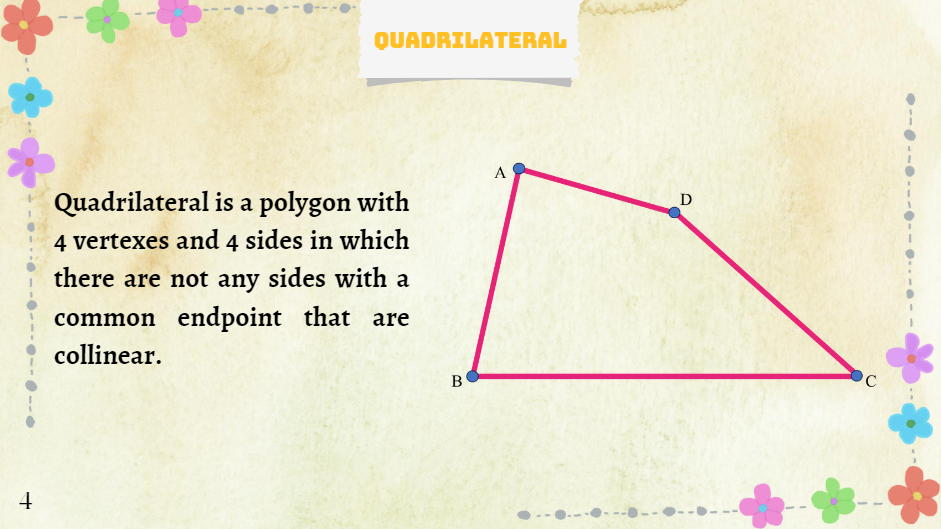 QUADRILATERAL
Quadrilateral is a polygon with
4 vertexes and 4 sides in which
there are not any sides with a
common endpoint that are
collinear.
A
D
B
C
4